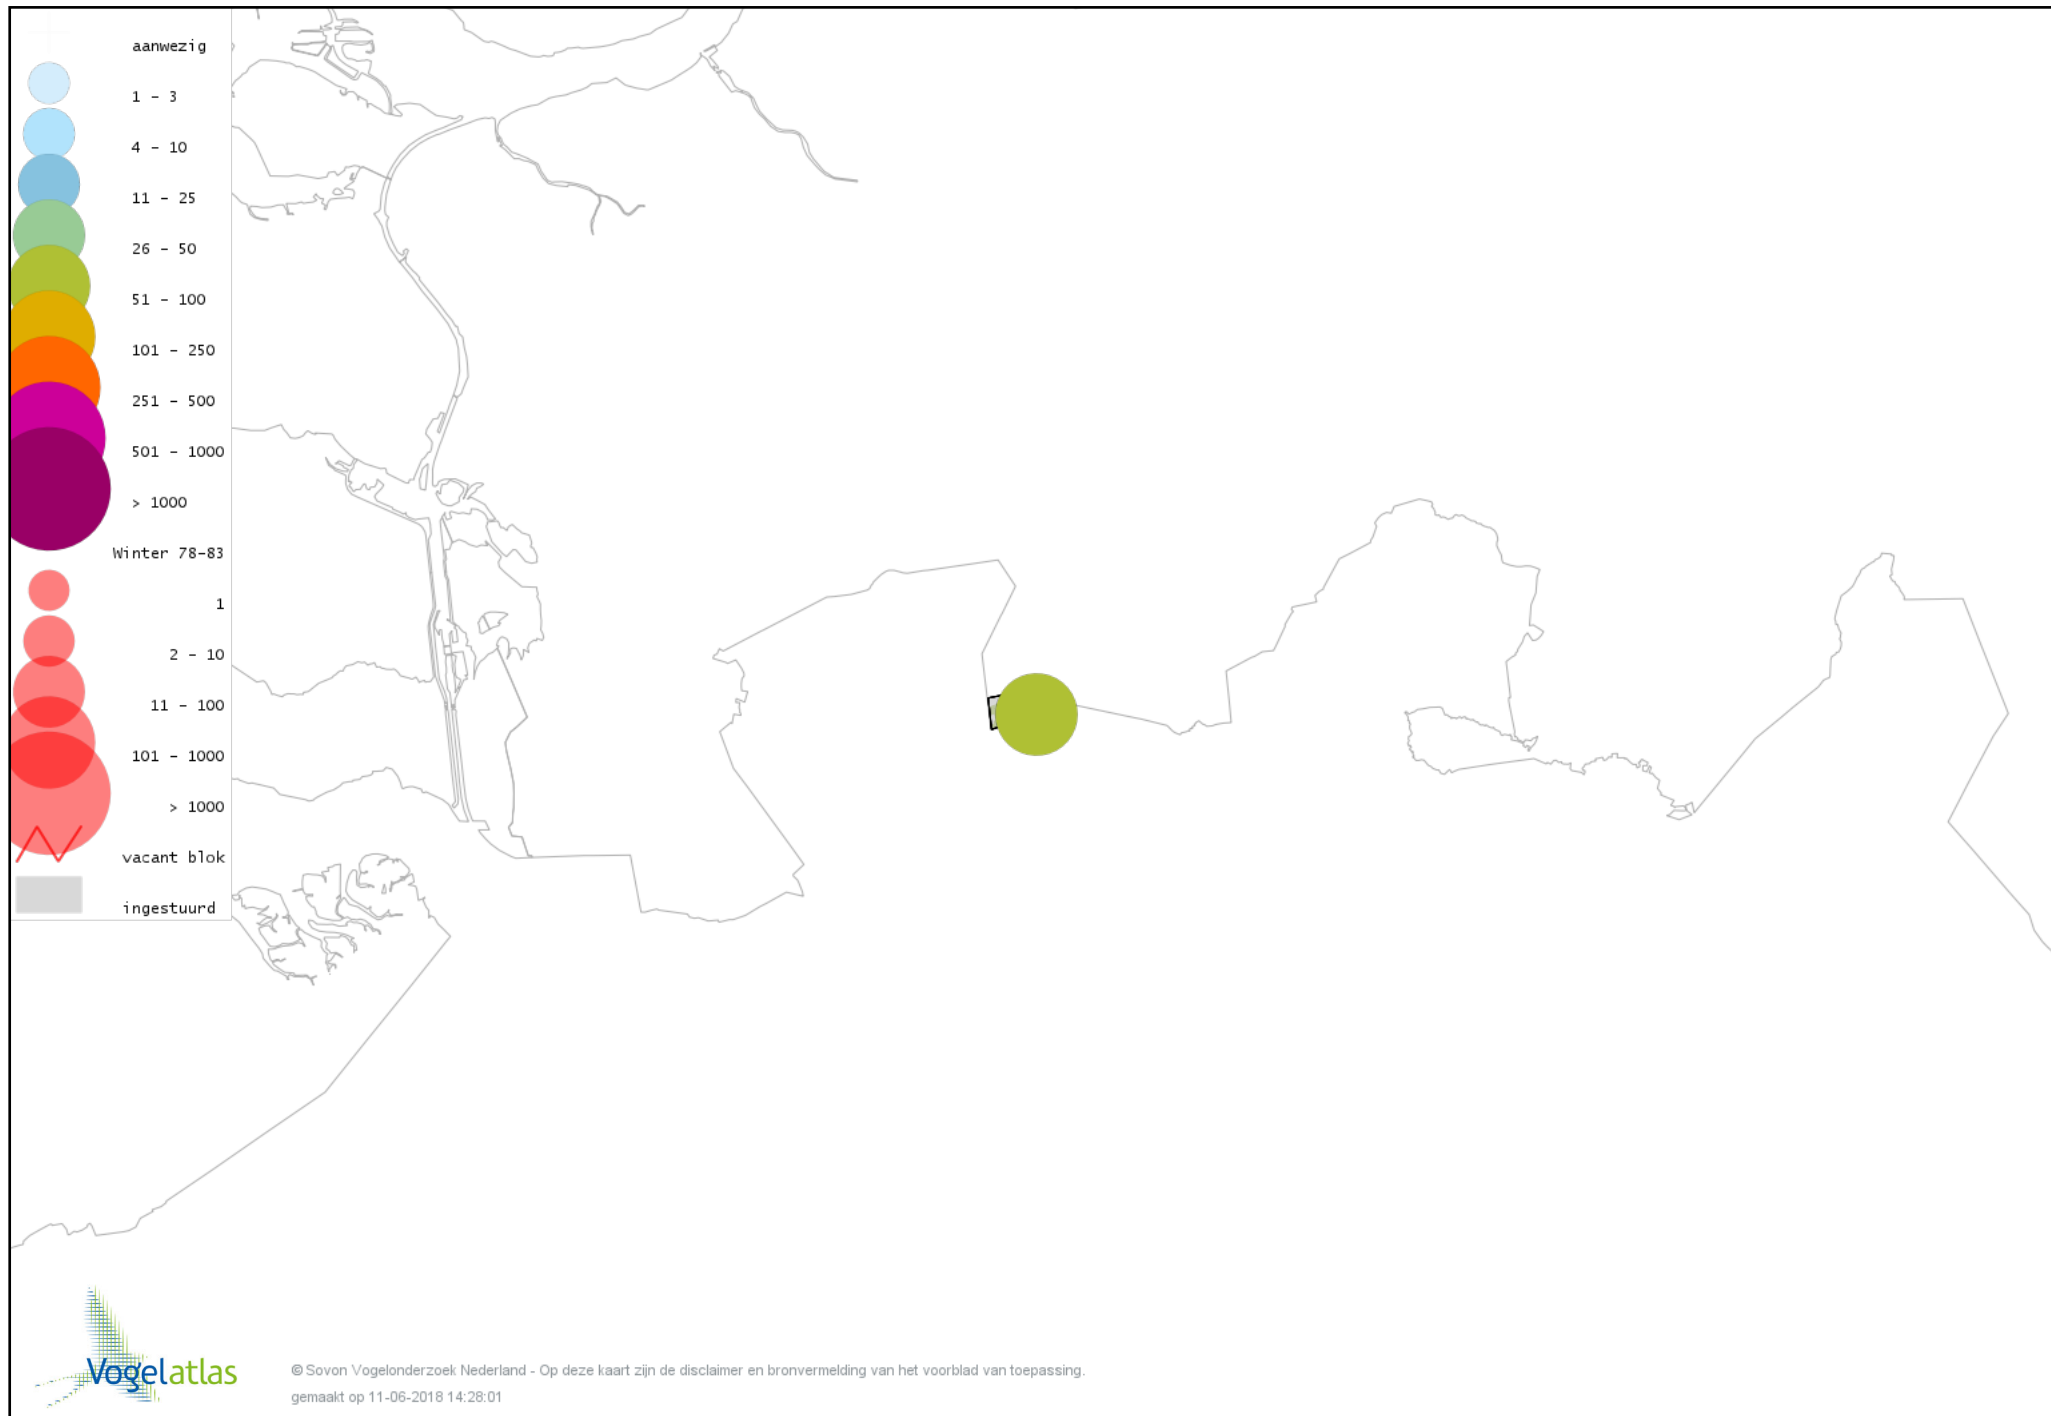 aanwezig
1 - 3
4 - 10
11 - 25
26 - 50
51 - 100
101 - 250
251 - 500
501 - 1000
> 1000
Winter 78-83
1
2 - 10
11 - 100
101 - 1000
> 1000
vacant blok
ingestuurd
Vogelatlas
© Sovon Vogelonderzoek Nederland - Op deze kaart zijn de disclaimer en bronvermelding van het voorblad van toepassing.
gemaakt op 11-06-2018 14:28:01